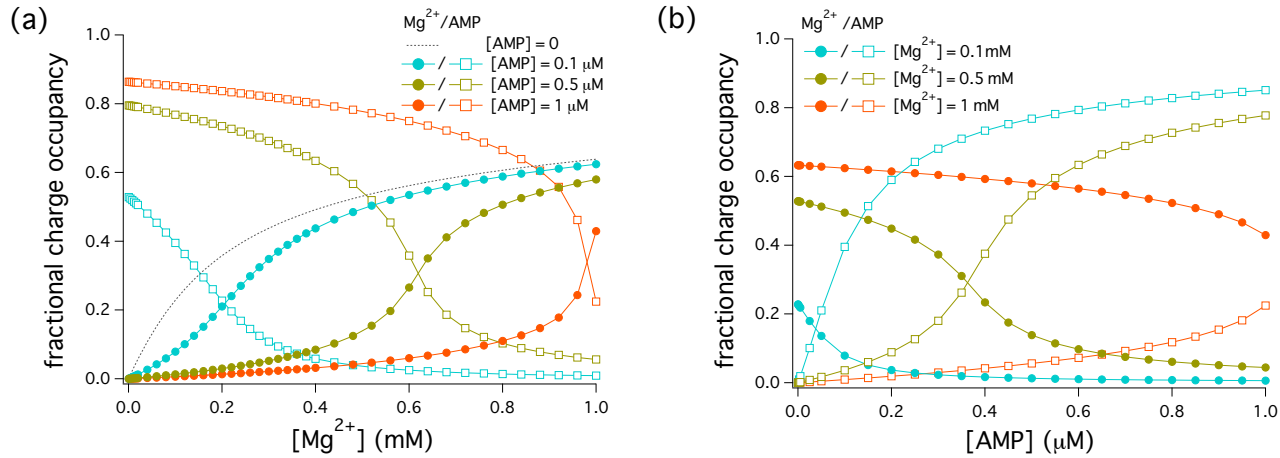 (a)
Mg²⁺/AMP
[AMP] = 0
/ [AMP] = 0.1 μM
/ [AMP] = 0.5 μM
/ [AMP] = 1 μM
fractional charge occupancy
1.0
0.8
0.6
0.4
0.2
0.0
0.0 0.2 0.4 0.6 0.8 1.0
[Mg²⁺] (mM)
(b)
Mg²⁺/AMP
/ [Mg²⁺] = 0.1 mM
/ [Mg²⁺] = 0.5 mM
/ [Mg²⁺] = 1 mM
fractional charge occupancy
1.0
0.8
0.6
0.4
0.2
0.0
0.0 0.2 0.4 0.6 0.8 1.0
[AMP] (μM)